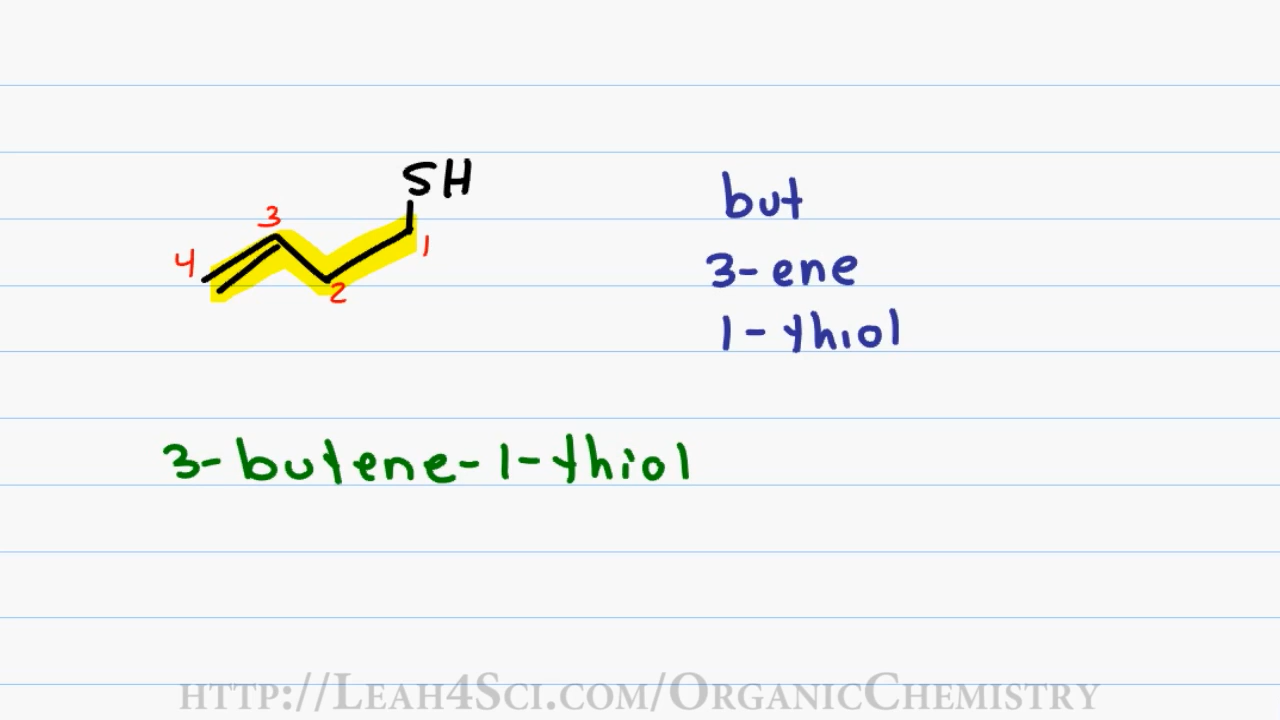 SH
3
4
1
2
but
3-ene
1-thiol
3-butene-1-thiol
http://Leah4Sci.com/OrganicChemistry